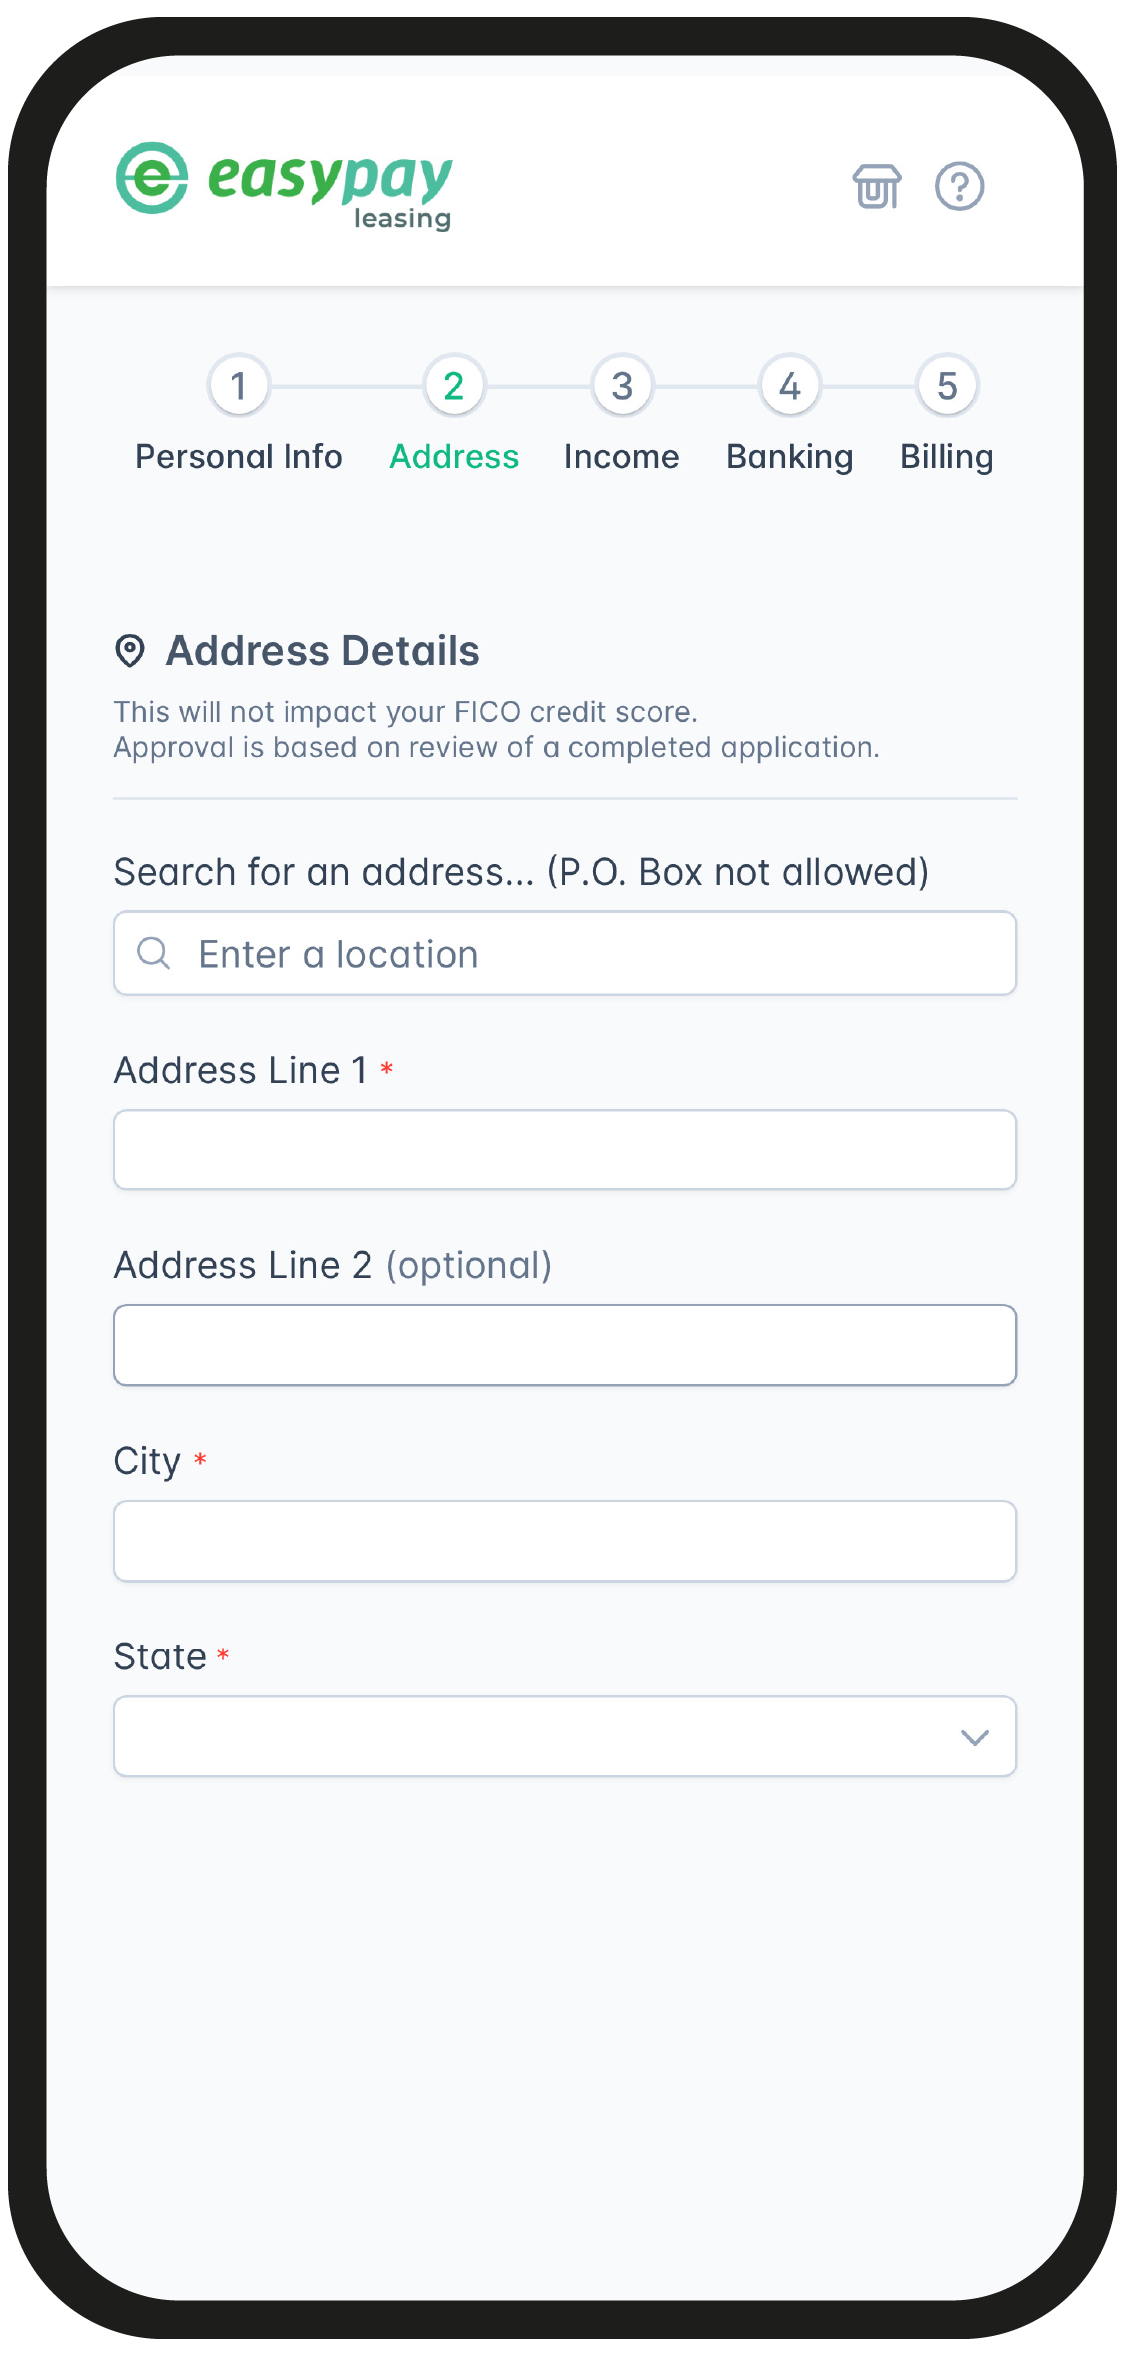 e easypay
leasing
1 2 3 4 5
Personal Info Address Income Banking Billing
Address Details
This will not impact your FICO credit score.
Approval is based on review of a completed application.
Search for an address... (P.O. Box not allowed)
Enter a location
Address Line 1 *
Address Line 2 (optional)
City *
State *